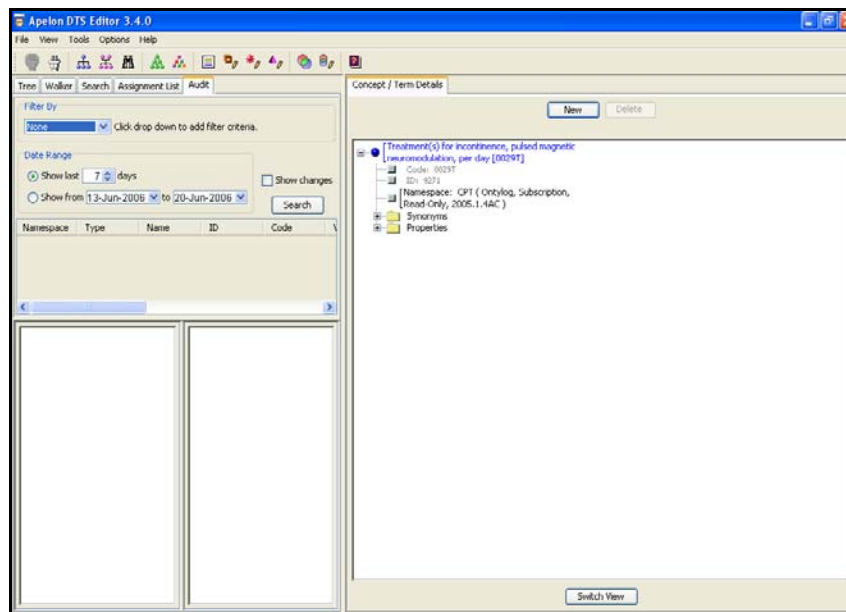 Apelon DTS Editor 3.4.0
File View Tools Options Help
Tree Walker Search Assignment List Audit
Filter By
None Click drop down to add filter criteria.
Date Range
Show last 7 days
Show changes
Show from 13-Jun-2006 to 20-Jun-2006
Search
Namespace Type Name ID Code V
Concept / Term Details
New Delete
[Treatment(s) for incontinence, pulsed magnetic
[neuromodulation, per day [0029T]
Code: 0029T
ID: 9271
[Namespace: CPT ( Ontylog, Subscription,
[Read-Only, 2005.1.4AC )
Synonyms
Properties
Switch View